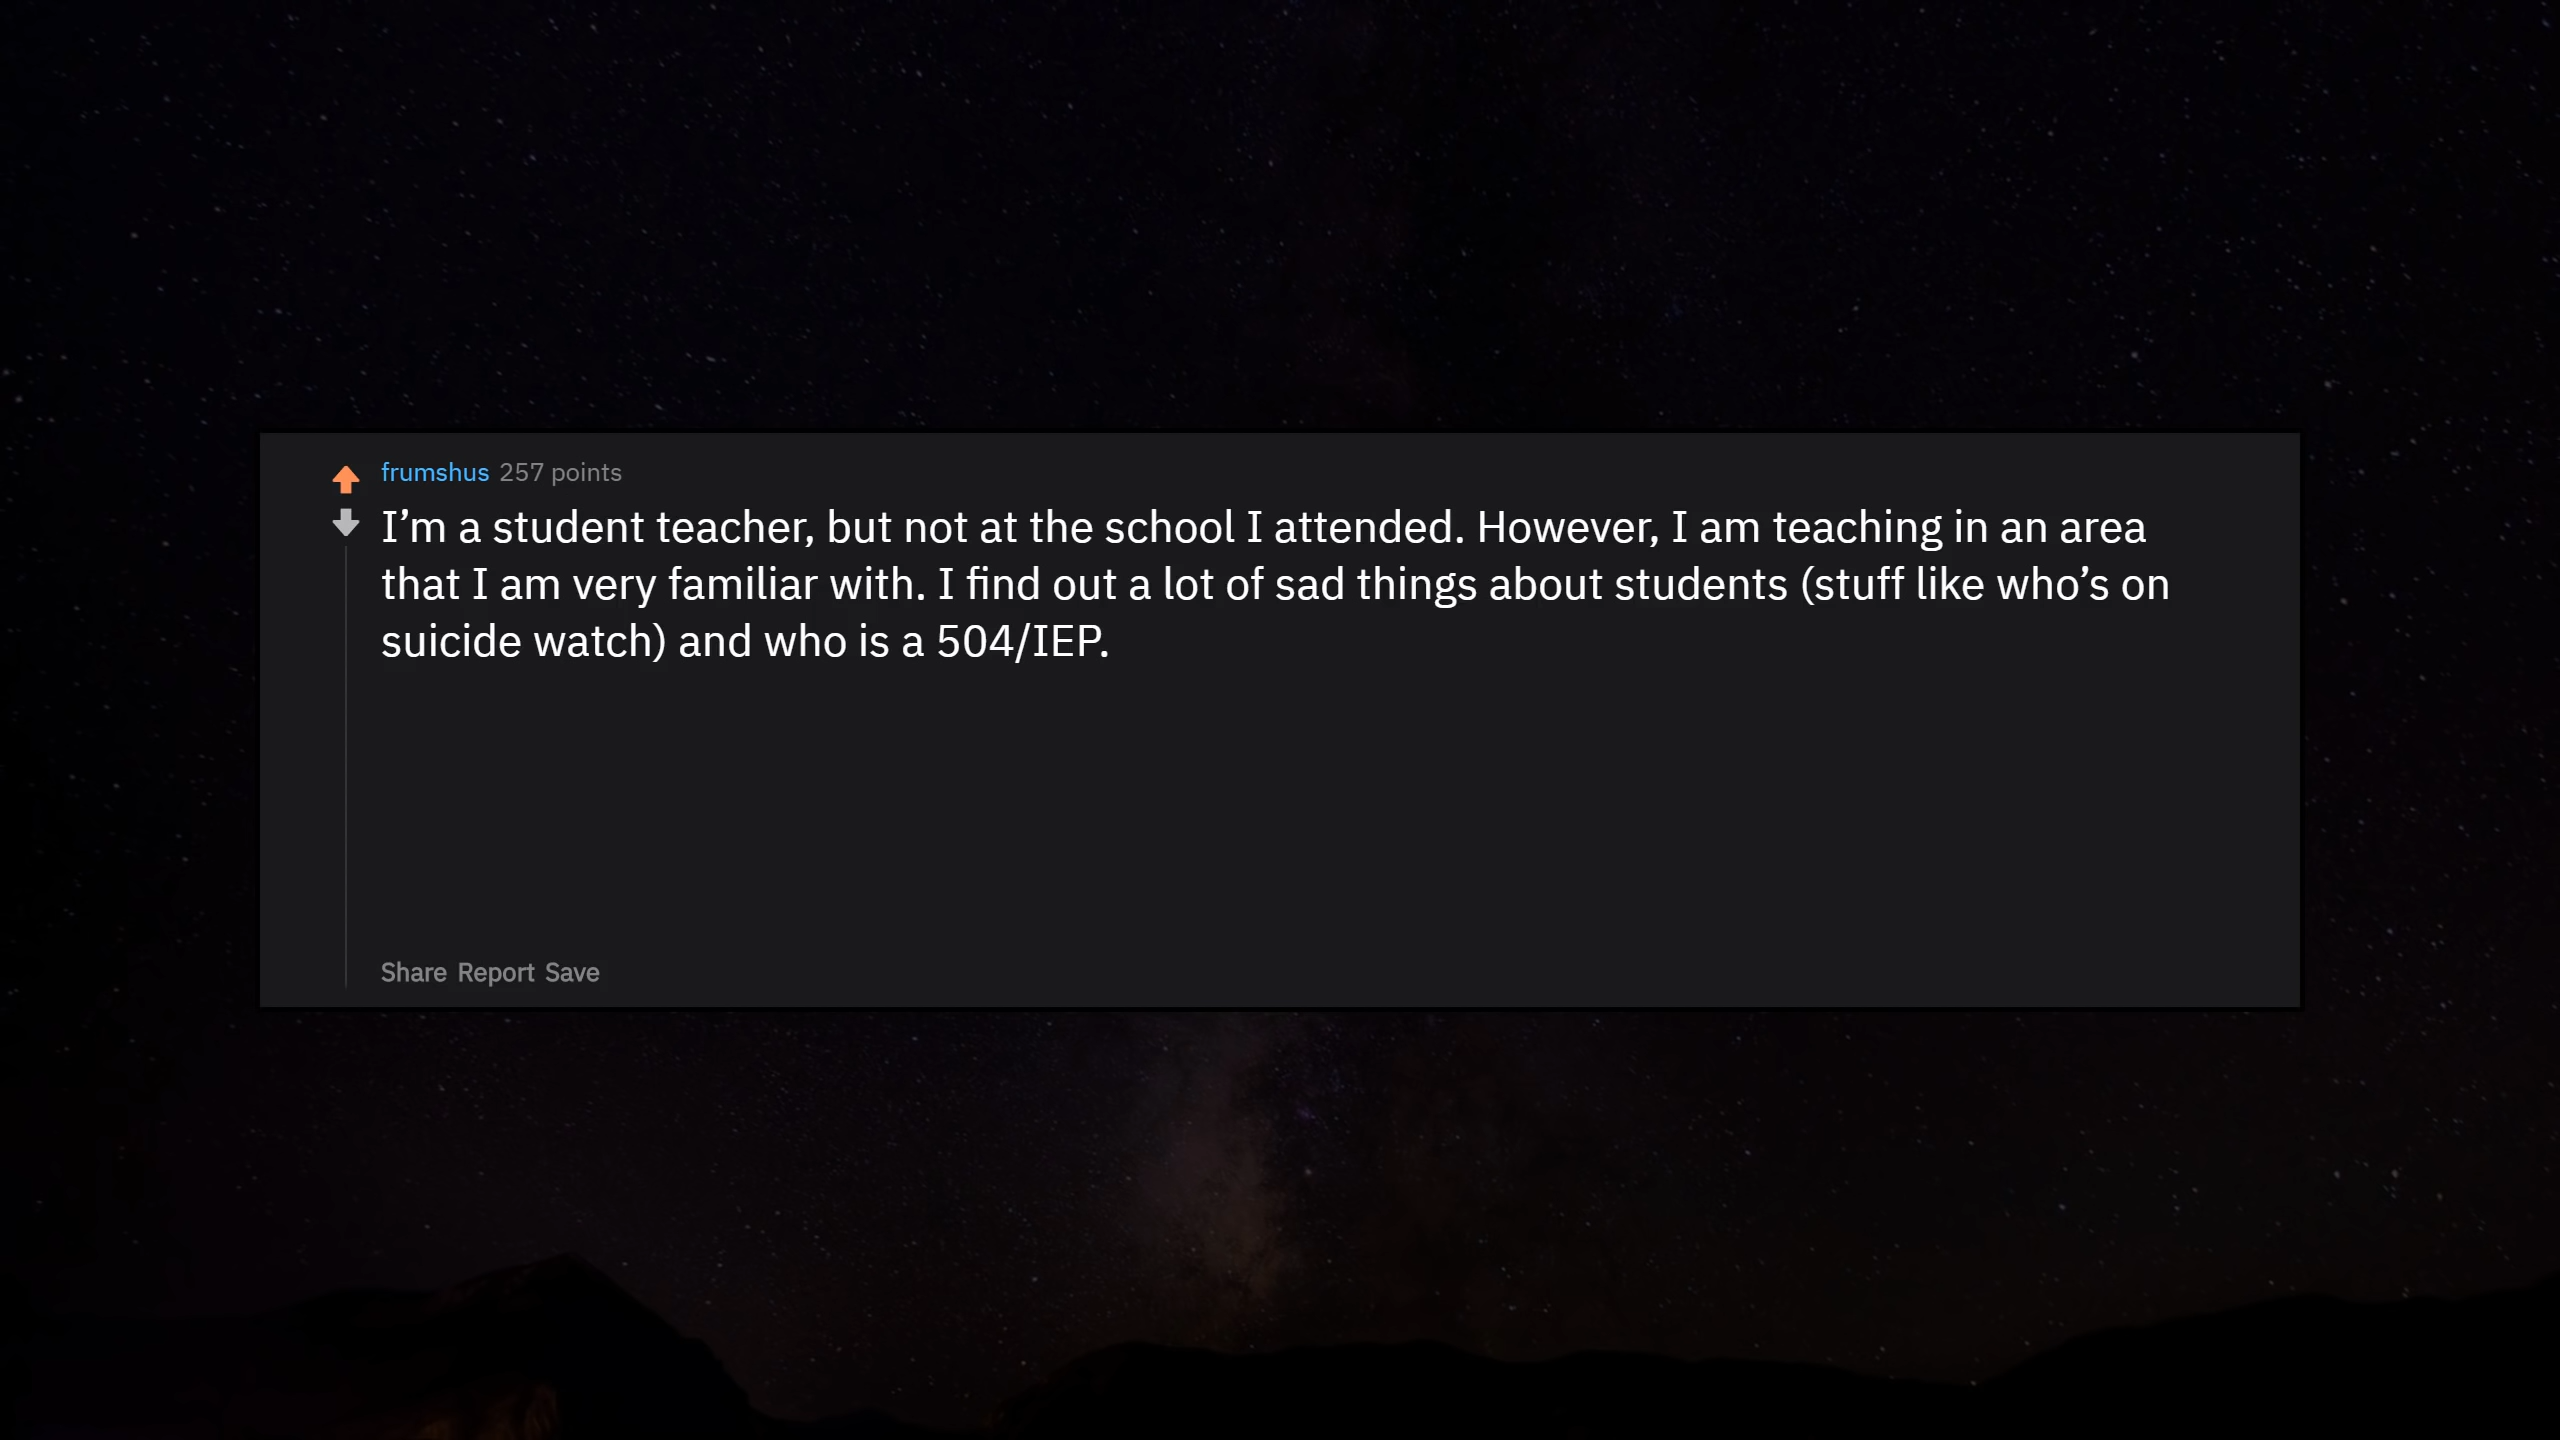 frumshus 257 points
I’m a student teacher, but not at the school I attended. However, I am teaching in an area
that I am very familiar with. I find out a lot of sad things about students (stuff like who’s on
suicide watch) and who is a 504/IEP.
Share Report Save